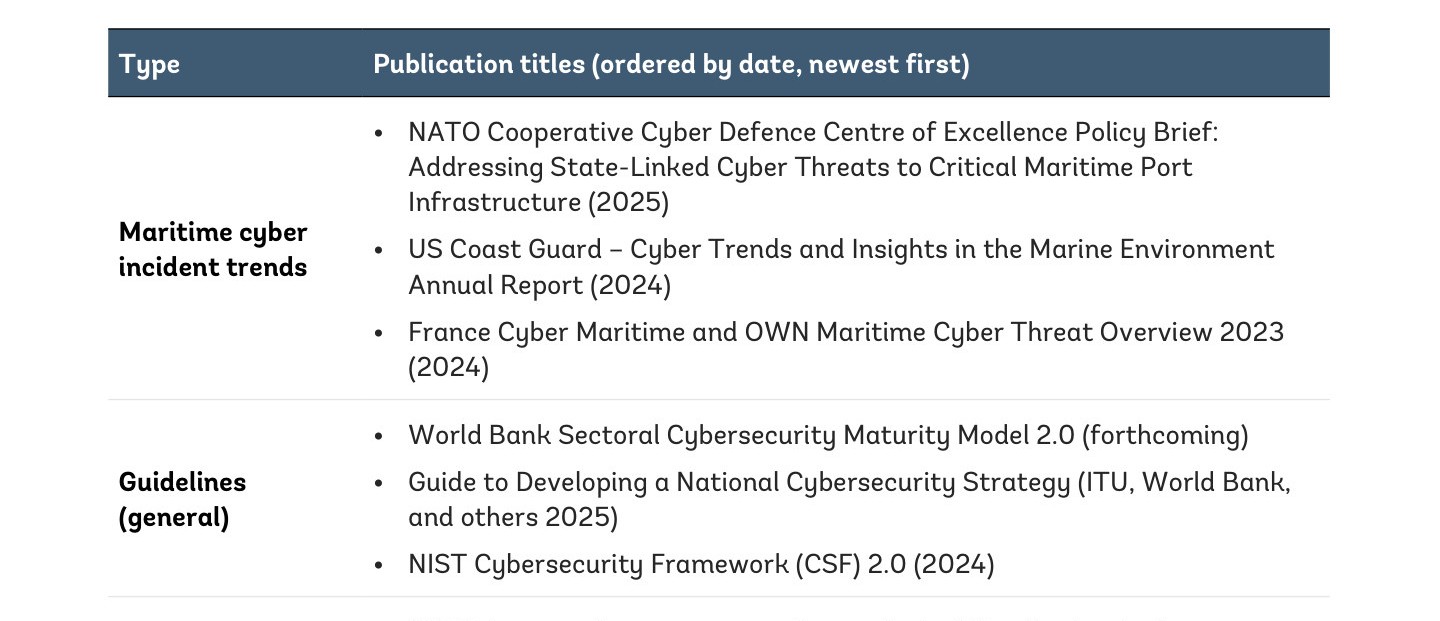 Type
Publication titles (ordered by date, newest first)
Maritime cyber
incident trends
• NATO Cooperative Cyber Defence Centre of Excellence Policy Brief:
Addressing State-Linked Cyber Threats to Critical Maritime Port
Infrastructure (2025)
• US Coast Guard – Cyber Trends and Insights in the Marine Environment
Annual Report (2024)
• France Cyber Maritime and OWN Maritime Cyber Threat Overview 2023
(2024)
Guidelines
(general)
• World Bank Sectoral Cybersecurity Maturity Model 2.0 (forthcoming)
• Guide to Developing a National Cybersecurity Strategy (ITU, World Bank,
and others 2025)
• NIST Cybersecurity Framework (CSF) 2.0 (2024)